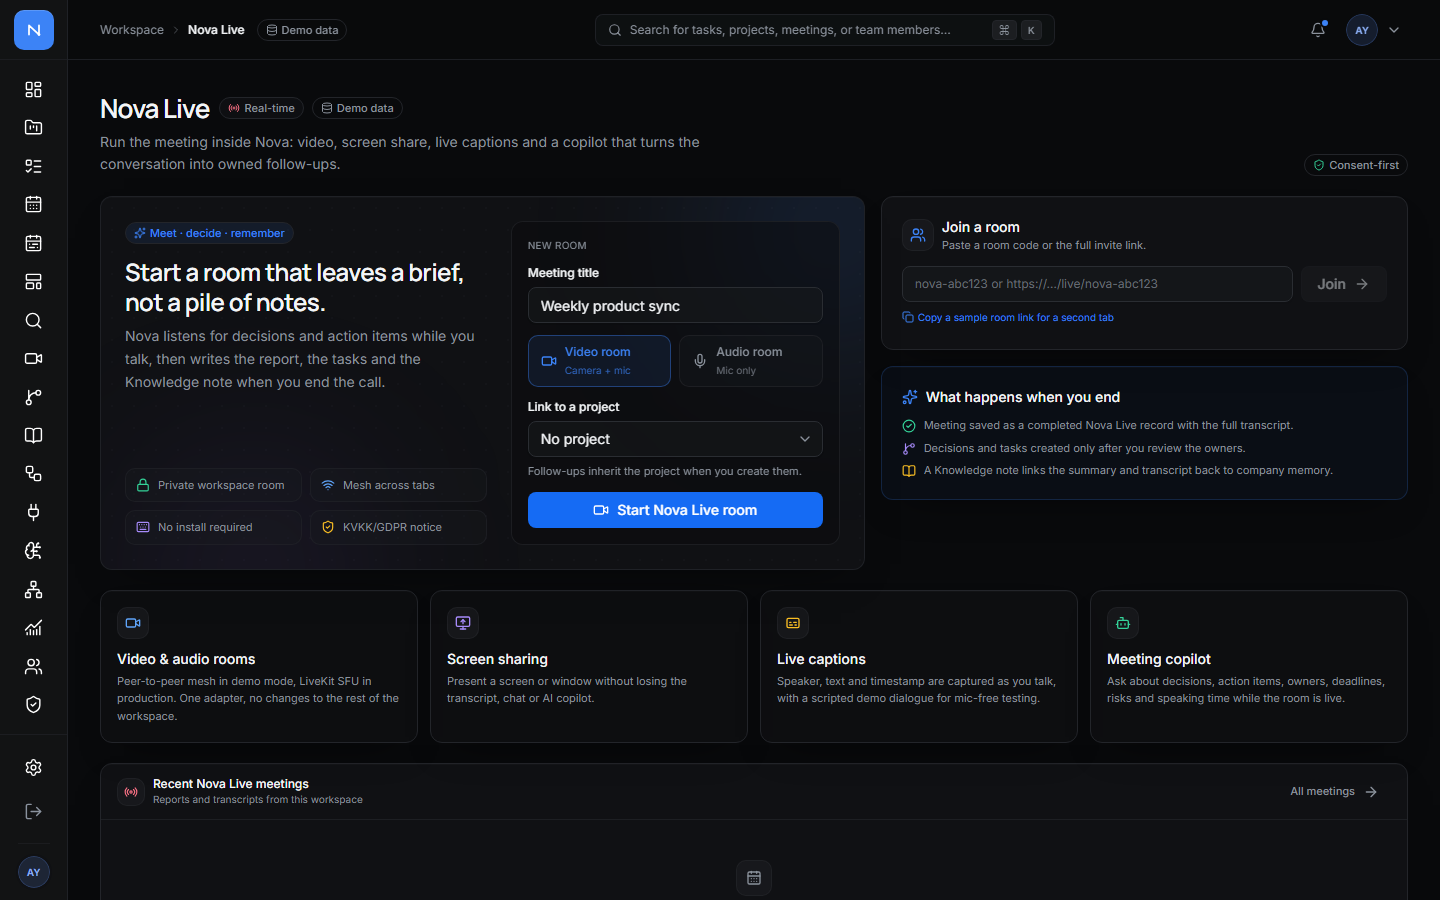 N
Workspace
Nova Live
Demo data
Search for tasks, projects, meetings, or team members...
⌘
K
AY
Nova Live
Real-time
Demo data
Run the meeting inside Nova: video, screen share, live captions and a copilot that turns the
conversation into owned follow-ups.
Consent-first
Meet · decide · remember
Start a room that leaves a brief,
not a pile of notes.
Nova listens for decisions and action items while you
talk, then writes the report, the tasks and the
Knowledge note when you end the call.
Private workspace room
Mesh across tabs
No install required
KVKK/GDPR notice
NEW ROOM
Meeting title
Weekly product sync
Video room
Camera + mic
Audio room
Mic only
Link to a project
No project
Follow-ups inherit the project when you create them.
Start Nova Live room
Join a room
Paste a room code or the full invite link.
nova-abc123 or https://.../live/nova-abc123
Join
Copy a sample room link for a second tab
What happens when you end
Meeting saved as a completed Nova Live record with the full transcript.
Decisions and tasks created only after you review the owners.
A Knowledge note links the summary and transcript back to company memory.
Video & audio rooms
Peer-to-peer mesh in demo mode, LiveKit SFU in
production. One adapter, no changes to the rest of the
workspace.
Screen sharing
Present a screen or window without losing the
transcript, chat or AI copilot.
Live captions
Speaker, text and timestamp are captured as you talk,
with a scripted demo dialogue for mic-free testing.
Meeting copilot
Ask about decisions, action items, owners, deadlines,
risks and speaking time while the room is live.
Recent Nova Live meetings
Reports and transcripts from this workspace
All meetings
AY